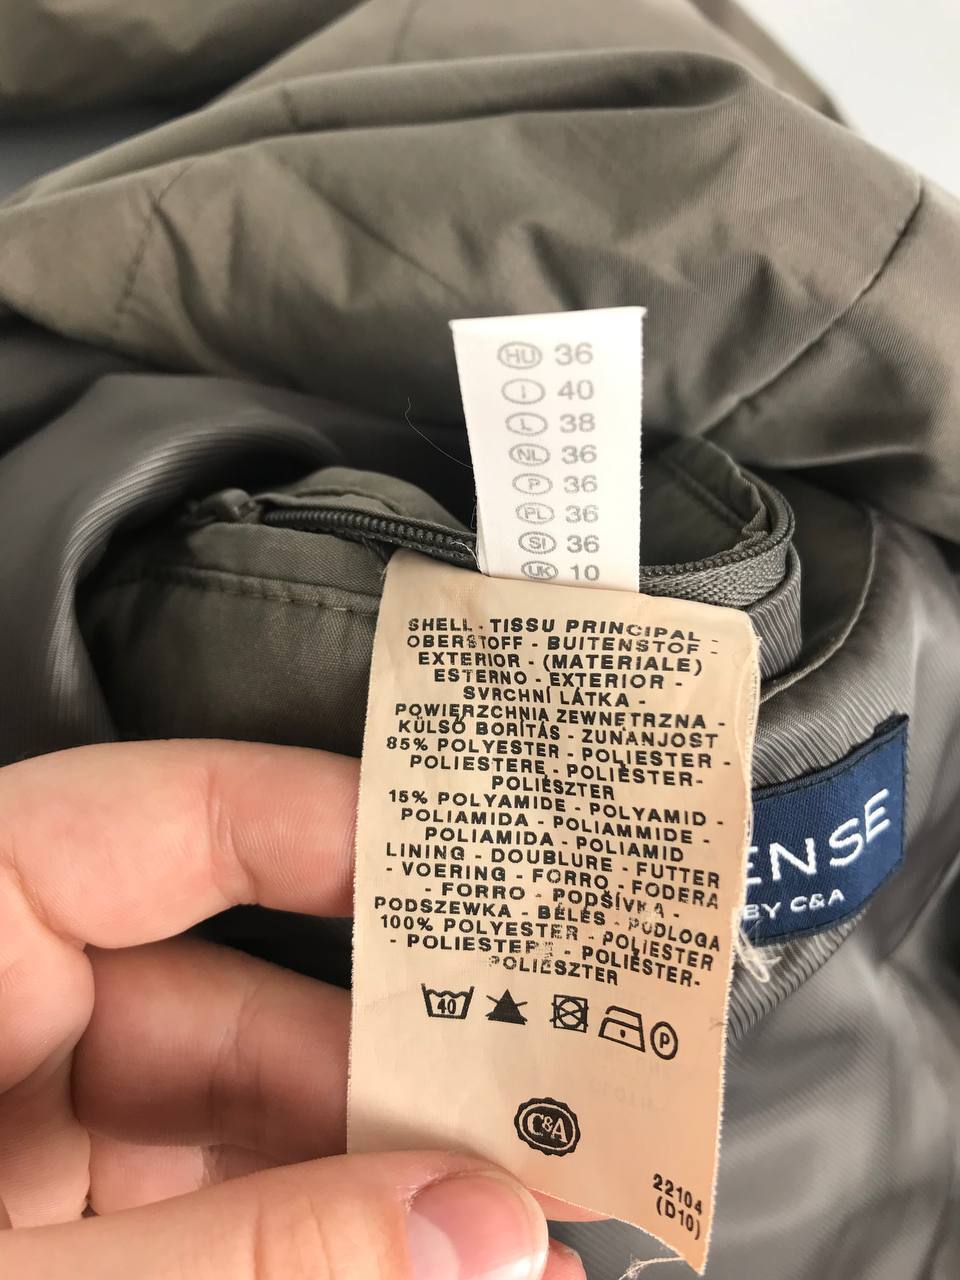 HU 36
I 40
L 38
NL 36
P 36
PL 36
SI 36
UK 10
SHELL - TISSU PRINCIPAL -
OBERSTOFF - BUITENSTOF -
EXTERIOR - (MATERIALE)
ESTERNO - EXTERIOR -
SVRCHNÍ LÁTKA -
POWIERZCHNIA ZEWNĘTRZNA -
KÜLSŐ BORÍTÁS - ZUNANJOST
85% POLYESTER - POLIESTER -
POLIESTERE - POLIÉSTER-
POLIÉSZTER
15% POLYAMIDE - POLYAMID -
POLIAMIDA - POLIAMMIDE -
POLIAMIDA - POLIAMID
LINING - DOUBLURE - FUTTER
- VOERING - FORRO - FODERA
- FORRO - PODŠÍVKA -
PODSZEWKA - BÉLÉS - PODLOGA
100% POLYESTER - POLIESTER
- POLIESTERE - POLIÉSTER-
POLIÉSZTER
40 P
C&A
22104
(D10)
ENSE
BY C&A